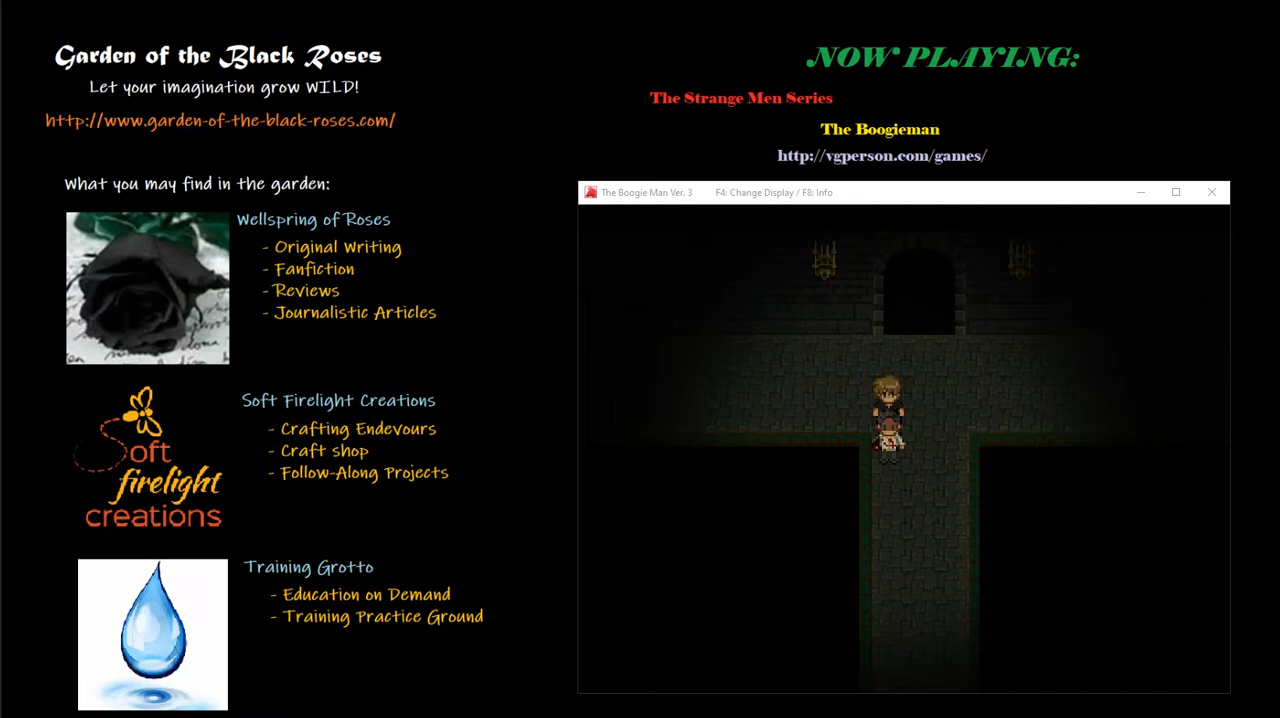 Garden of the Black Roses
Let your imagination grow WILD!
http://www.garden-of-the-black-roses.com/
What you may find in the garden:
Wellspring of Roses
- Original Writing
- Fanfiction
- Reviews
- Journalistic Articles
Soft firelight creations
Soft Firelight Creations
- Crafting Endevours
- Craft shop
- Follow-Along Projects
Training Grotto
- Education on Demand
- Training Practice Ground
NOW PLAYING:
The Strange Men Series
The Boogieman
http://vgperson.com/games/
The Boogie Man Ver. 3 F4: Change Display / F8: Info